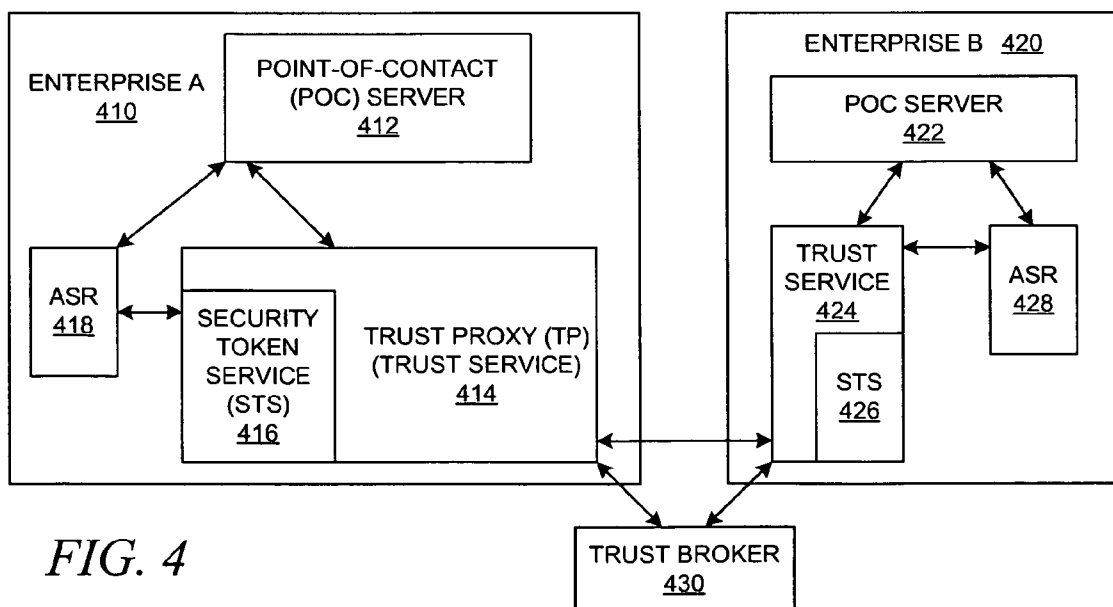 ENTERPRISE A
410
POINT-OF-CONTACT
(POC) SERVER
412
ASR
418
SECURITY
TOKEN
SERVICE
(STS)
416
TRUST PROXY (TP)
(TRUST SERVICE)
414
ENTERPRISE B 420
POC SERVER
422
TRUST
SERVICE
424
STS
426
ASR
428
TRUST BROKER
430
FIG. 4